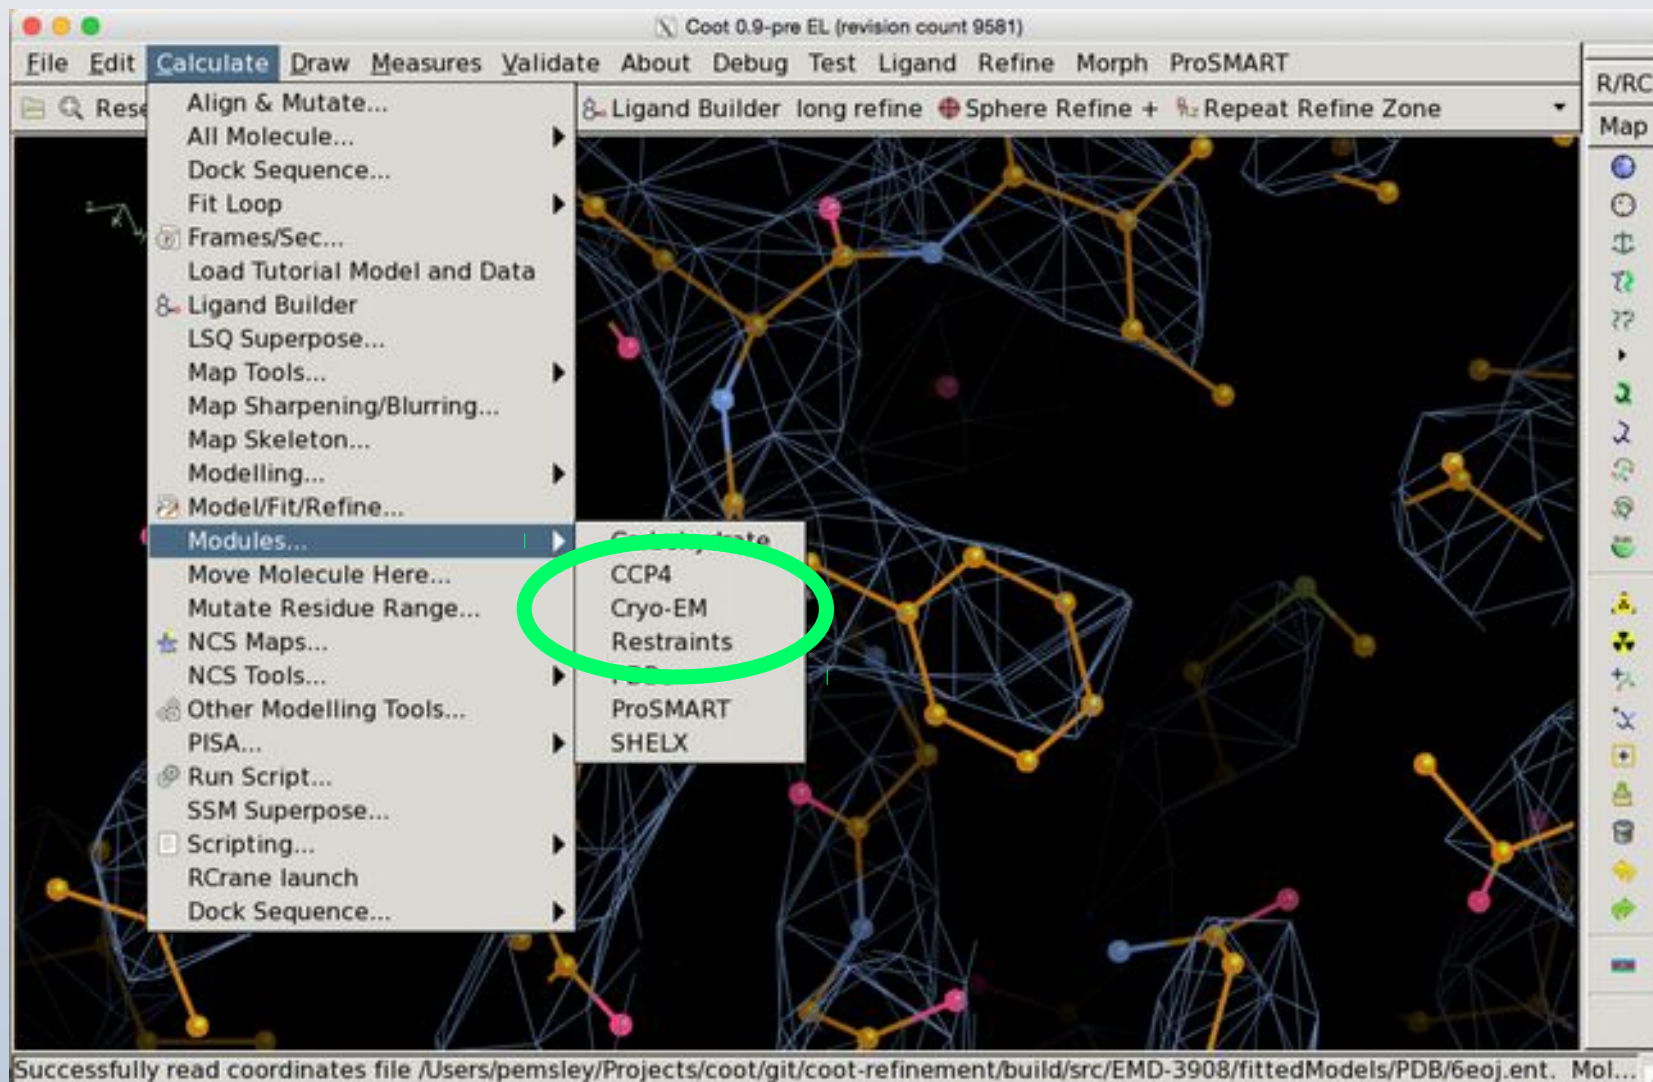 Coot 0.9-pre EL (revision count 9581)
File Edit Calculate Draw Measures Validate About Debug Test Ligand Refine Morph ProSMART
Rese Ligand Builder long refine Sphere Refine + Repeat Refine Zone
R/RC
Map
Align & Mutate...
All Molecule...
Dock Sequence...
Fit Loop
Frames/Sec...
Load Tutorial Model and Data
Ligand Builder
LSQ Superpose...
Map Tools...
Map Sharpening/Blurring...
Map Skeleton...
Modelling...
Model/Fit/Refine...
Modules...
Move Molecule Here...
Mutate Residue Range...
NCS Maps...
NCS Tools...
Other Modelling Tools...
PISA...
Run Script...
SSM Superpose...
Scripting...
RCrane launch
Dock Sequence...
Carbohydrate
CCP4
Cryo-EM
Restraints
ProSMART
SHELX
Successfully read coordinates file /Users/pemsley/Projects/coot/git/coot-refinement/build/src/EMD-3908/fittedModels/PDB/6eoj.ent. Mol...